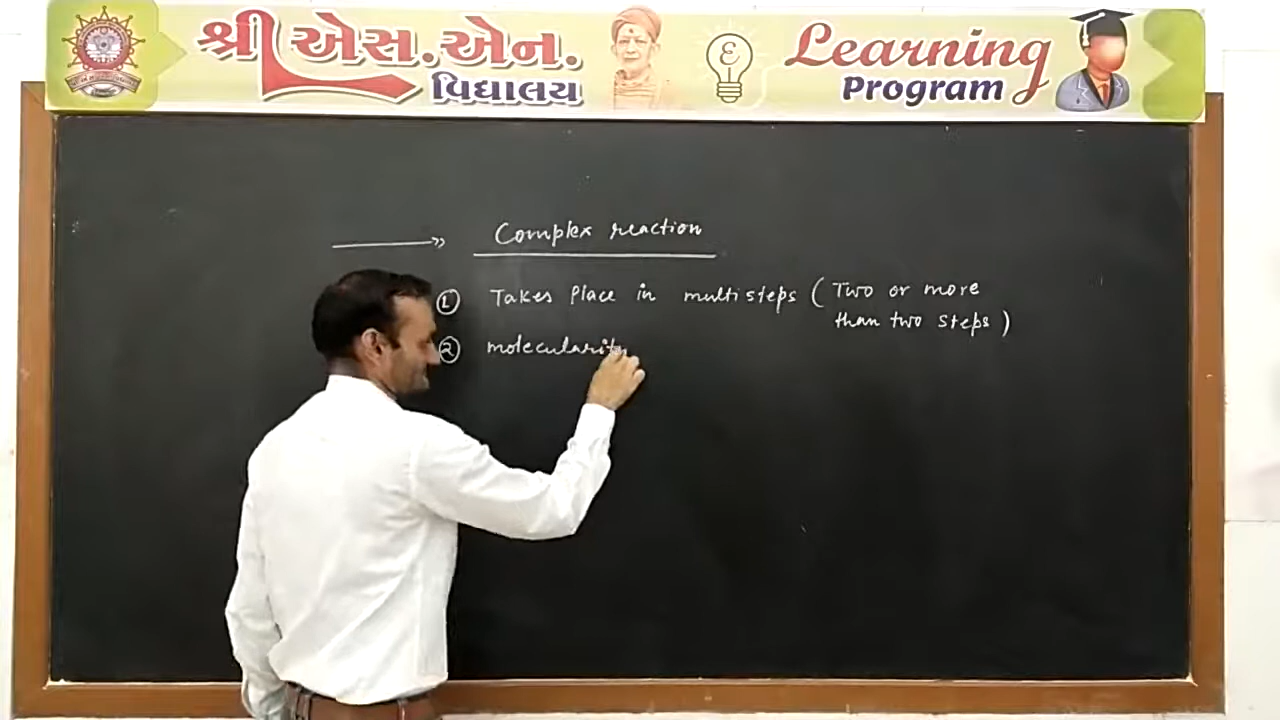 શ્રી એસ.એન. Learning
વિદ્યાલય Program
Complex reaction
1 Takes Place in multisteps (Two or more
than two steps)
2 molecularity